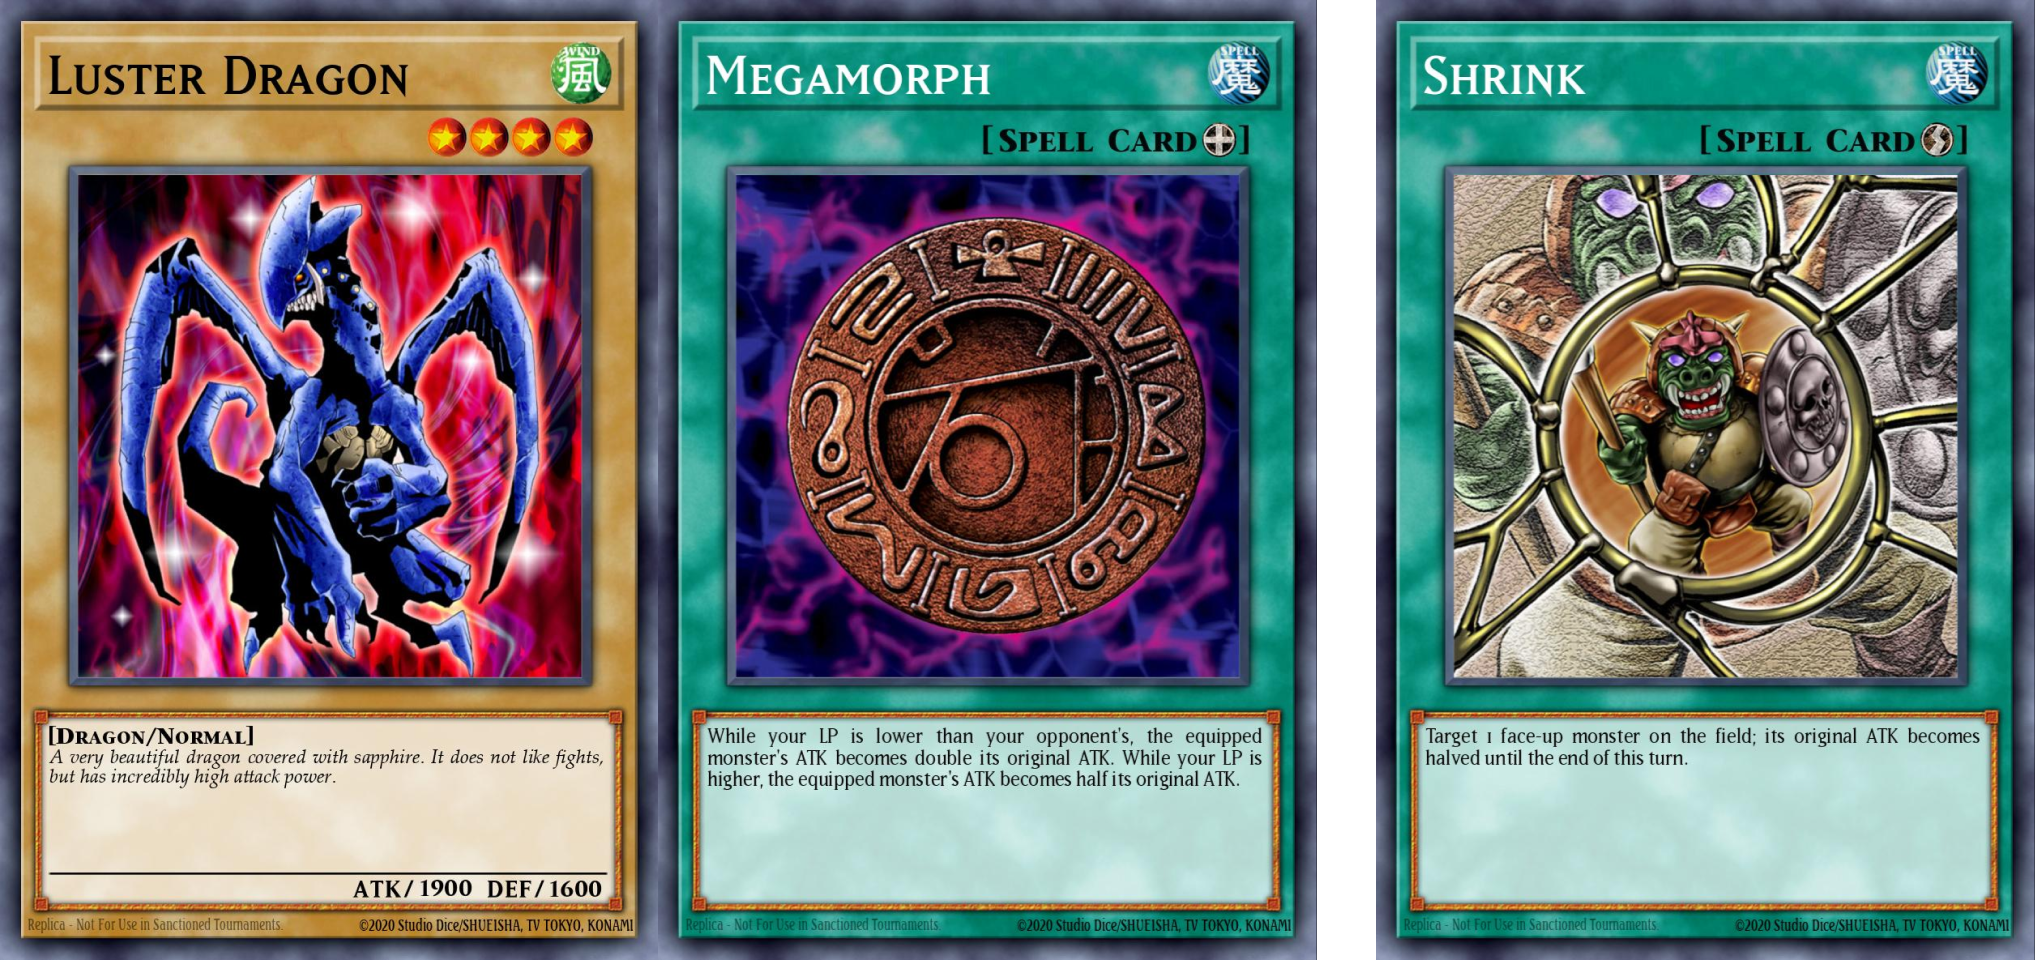 LUSTER DRAGON
WIND
風
[DRAGON/NORMAL]
A very beautiful dragon covered with sapphire. It does not like fights,
but has incredibly high attack power.
ATK/1900 DEF/1600
Replica - Not For Use in Sanctioned Tournaments.
©2020 Studio Dice/SHUEISHA, TV TOKYO, KONAMI
MEGAMORPH
SPELL
魔
[SPELL CARD]
While your LP is lower than your opponent's, the equipped
monster's ATK becomes double its original ATK. While your LP is
higher, the equipped monster's ATK becomes half its original ATK.
Replica - Not For Use in Sanctioned Tournaments.
©2020 Studio Dice/SHUEISHA, TV TOKYO, KONAMI
SHRINK
SPELL
魔
[SPELL CARD]
Target 1 face-up monster on the field; its original ATK becomes
halved until the end of this turn.
Replica - Not For Use in Sanctioned Tournaments.
©2020 Studio Dice/SHUEISHA, TV TOKYO, KONAMI